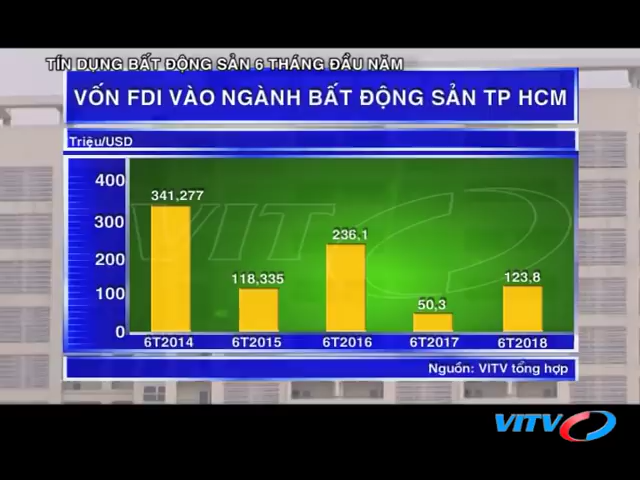 TÍN DỤNG BẤT ĐỘNG SẢN 6 THÁNG ĐẦU NĂM
VỐN FDI VÀO NGÀNH BẤT ĐỘNG SẢN TP HCM
Triệu/USD
400
300
200
100
0
341,277
118,335
236,1
50,3
123,8
6T2014 6T2015 6T2016 6T2017 6T2018
Nguồn: VITV tổng hợp
VITV